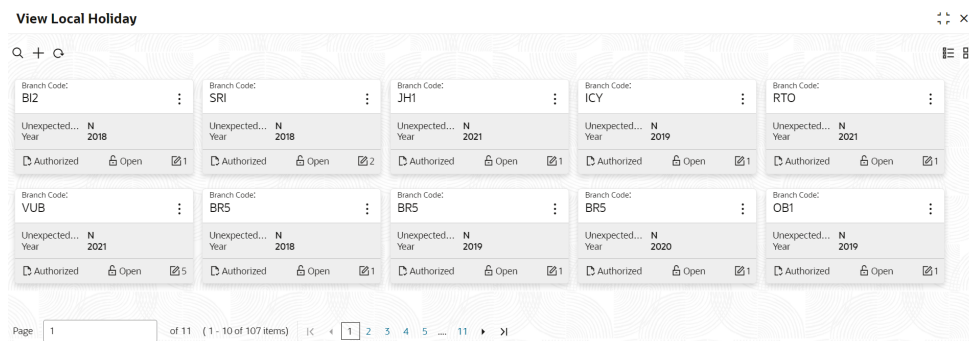 View Local Holiday
Branch Code: Branch Code: Branch Code: Branch Code: Branch Code:
BI2 SRI JH1 ICY RTO
Unexpected... N Unexpected... N Unexpected... N Unexpected... N Unexpected... N
Year 2018 Year 2018 Year 2021 Year 2019 Year 2021
Authorized Open 1 Authorized Open 2 Authorized Open 1 Authorized Open 1 Authorized Open 1
Branch Code: Branch Code: Branch Code: Branch Code: Branch Code:
VUB BR5 BR5 BR5 OB1
Unexpected... N Unexpected... N Unexpected... N Unexpected... N Unexpected... N
Year 2021 Year 2018 Year 2019 Year 2020 Year 2019
Authorized Open 5 Authorized Open 1 Authorized Open 1 Authorized Open 1 Authorized Open 1
Page 1 of 11 (1 - 10 of 107 items) 1 2 3 4 5 .... 11